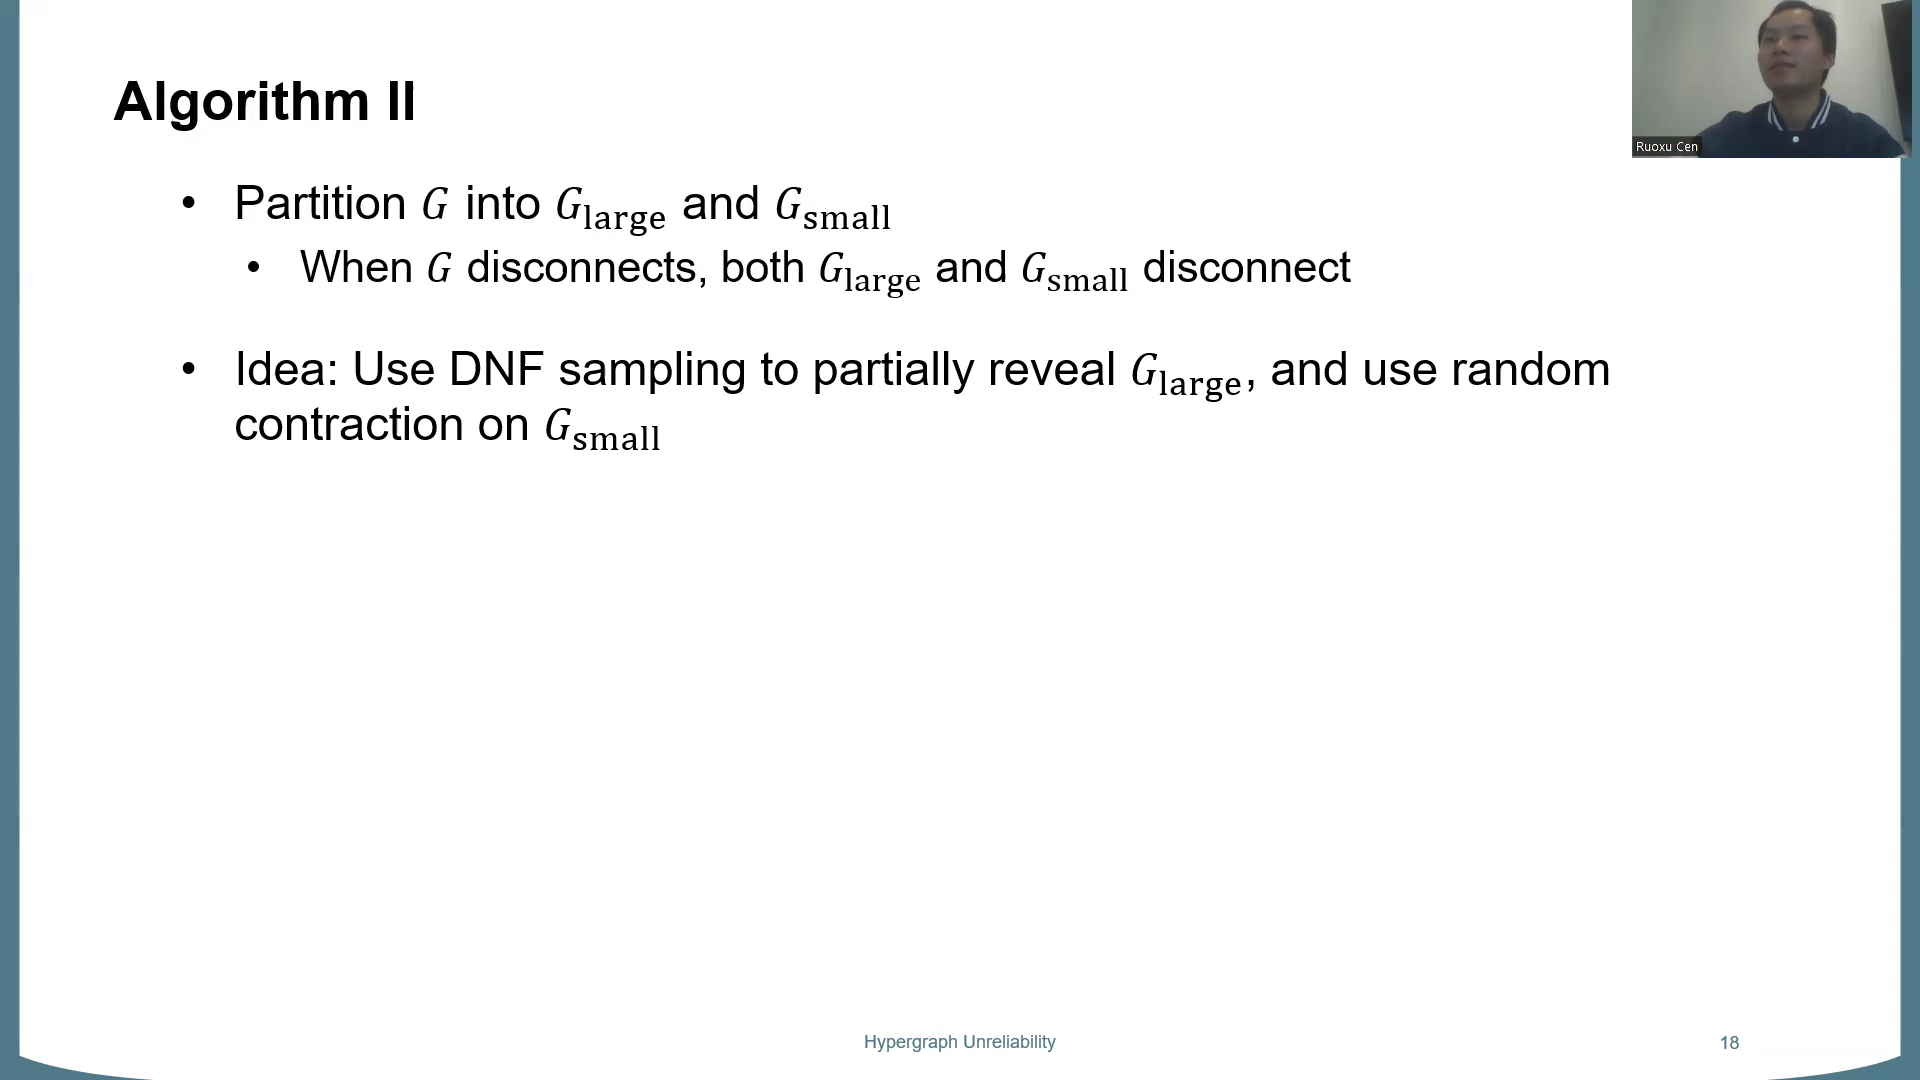 Algorithm II
Ruoxu Cen
• Partition G into G_large and G_small
• When G disconnects, both G_large and G_small disconnect
• Idea: Use DNF sampling to partially reveal G_large, and use random
contraction on G_small
Hypergraph Unreliability
18